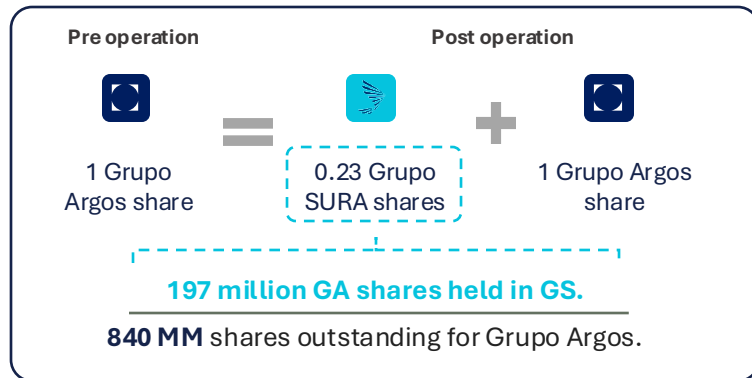 Pre operation
Post operation
1 Grupo
Argos share
0.23 Grupo
SURA shares
1 Grupo Argos
share
197 million GA shares held in GS.
840 MM shares outstanding for Grupo Argos.